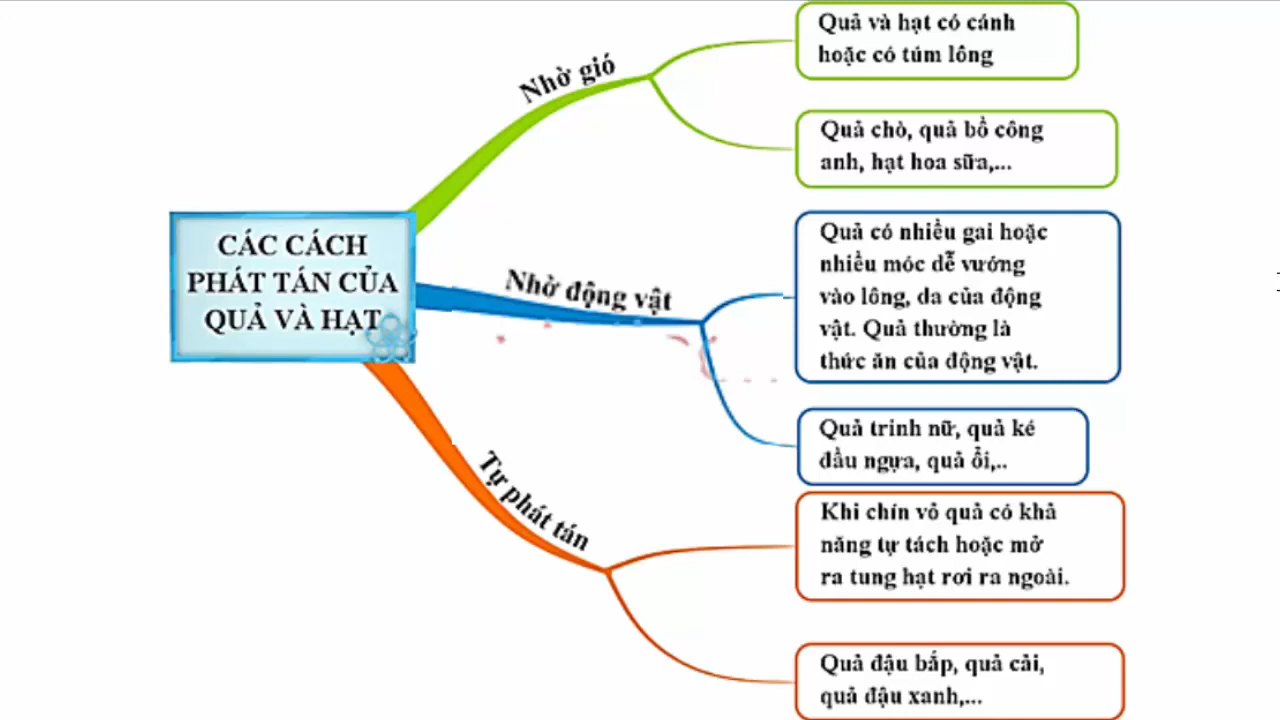 CÁC CÁCH
PHÁT TÁN CỦA
QUẢ VÀ HẠT
Nhờ gió
Quả và hạt có cánh
hoặc có túm lông
Quả chò, quả bồ công
anh, hạt hoa sữa,...
Nhờ động vật
Quả có nhiều gai hoặc
nhiều móc dễ vướng
vào lông, da của động
vật. Quả thường là
thức ăn của động vật.
Quả trinh nữ, quả ké
đầu ngựa, quả ổi,..
Tự phát tán
Khi chín vỏ quả có khả
năng tự tách hoặc mở
ra tung hạt rơi ra ngoài.
Quả đậu bắp, quả cải,
quả đậu xanh,...